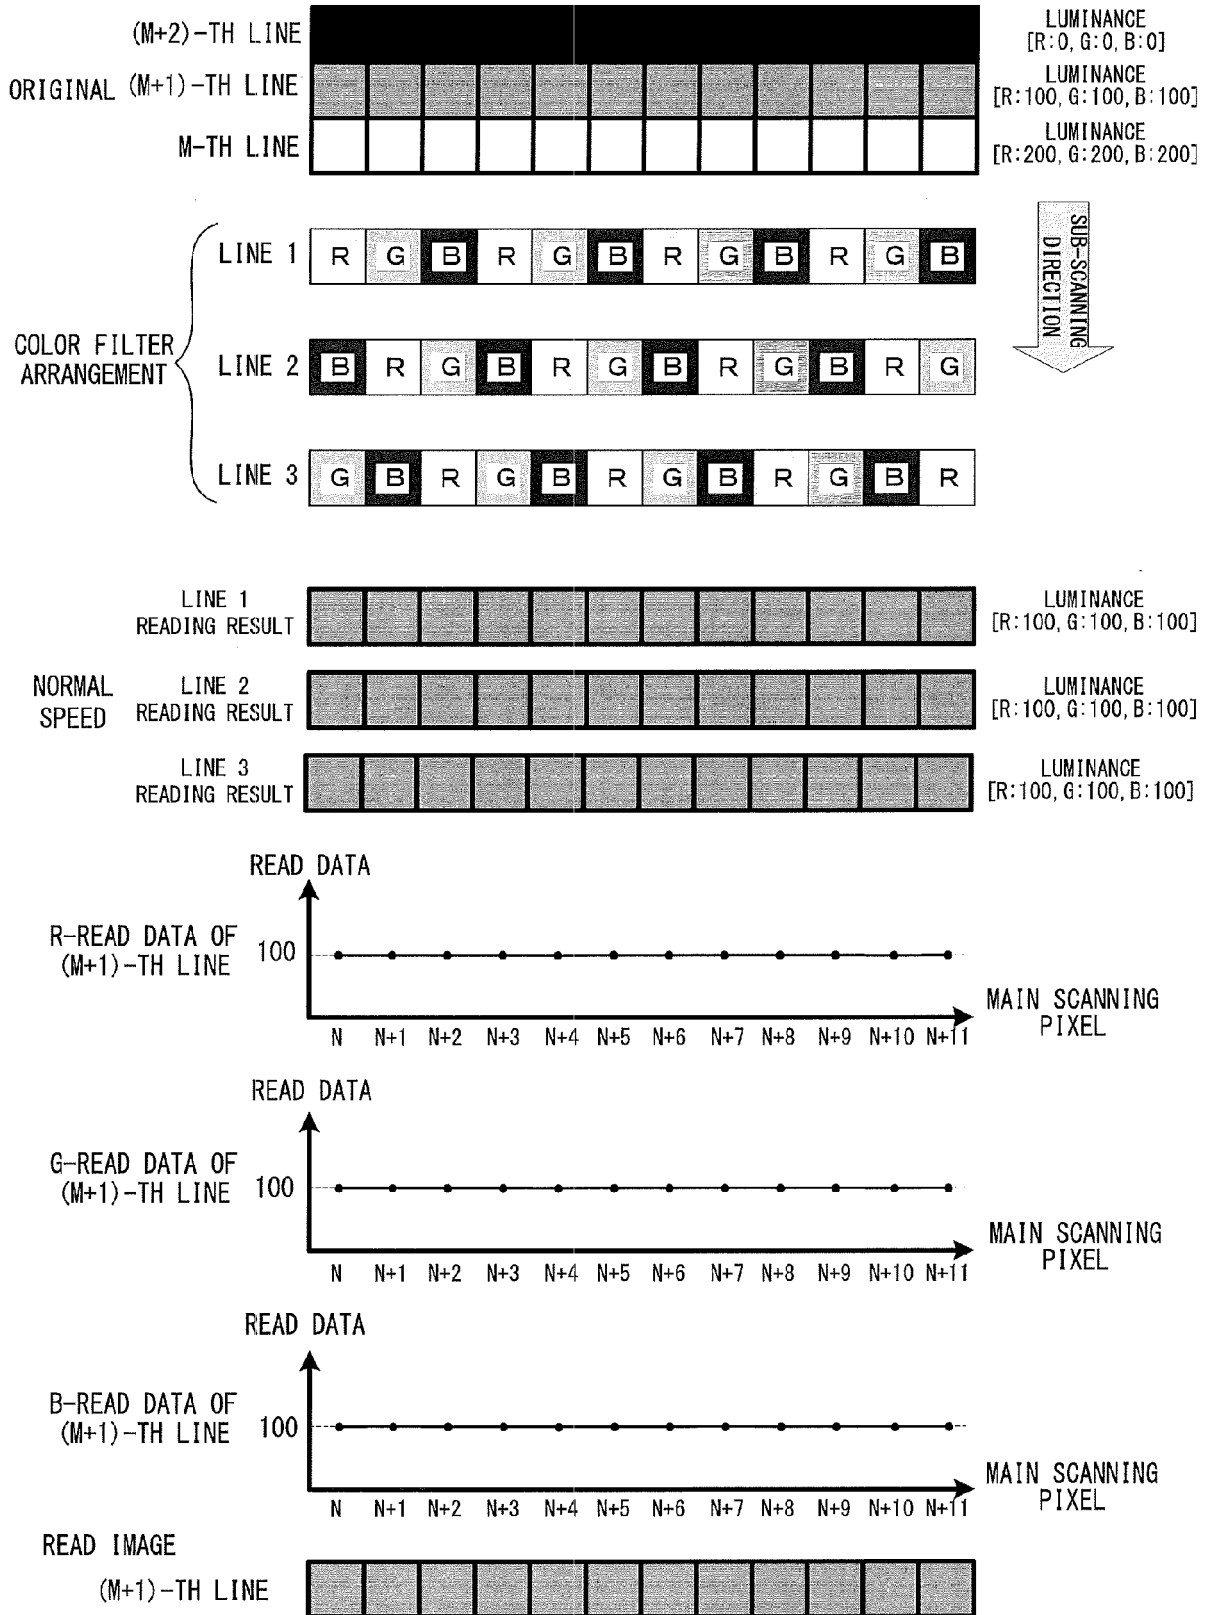 (M+2)-TH LINE
LUMINANCE
[R:0, G:0, B:0]
ORIGINAL (M+1)-TH LINE
LUMINANCE
[R:100, G:100, B:100]
M-TH LINE
LUMINANCE
[R:200, G:200, B:200]
SUB-SCANNING
DIRECTION
COLOR FILTER
ARRANGEMENT
LINE 1 R G B R G B R G B R G B
LINE 2 B R G B R G B R G B R G
LINE 3 G B R G B R G B R G B R
NORMAL
SPEED
LINE 1
READING RESULT
LUMINANCE
[R:100, G:100, B:100]
LINE 2
READING RESULT
LUMINANCE
[R:100, G:100, B:100]
LINE 3
READING RESULT
LUMINANCE
[R:100, G:100, B:100]
READ DATA
R-READ DATA OF
(M+1)-TH LINE
100
MAIN SCANNING
PIXEL
N N+1 N+2 N+3 N+4 N+5 N+6 N+7 N+8 N+9 N+10 N+11
READ DATA
G-READ DATA OF
(M+1)-TH LINE
100
MAIN SCANNING
PIXEL
N N+1 N+2 N+3 N+4 N+5 N+6 N+7 N+8 N+9 N+10 N+11
READ DATA
B-READ DATA OF
(M+1)-TH LINE
100
MAIN SCANNING
PIXEL
N N+1 N+2 N+3 N+4 N+5 N+6 N+7 N+8 N+9 N+10 N+11
READ IMAGE
(M+1)-TH LINE